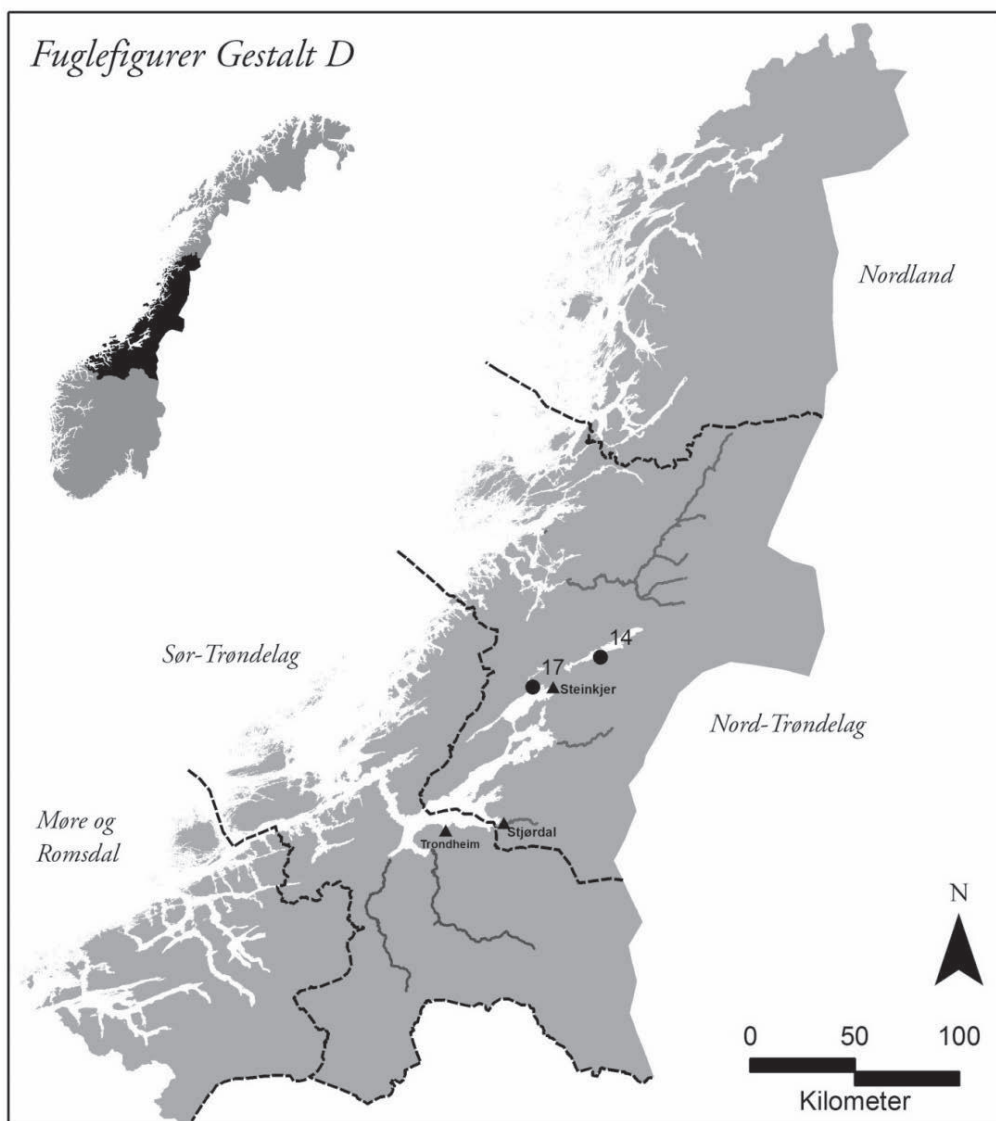 Fuglefigurer Gestalt D
Nordland
14
Sør-Trøndelag
17
Steinkjer
Nord-Trøndelag
Møre og
Romsdal
Stjørdal
Trondheim
N
0 50 100
Kilometer